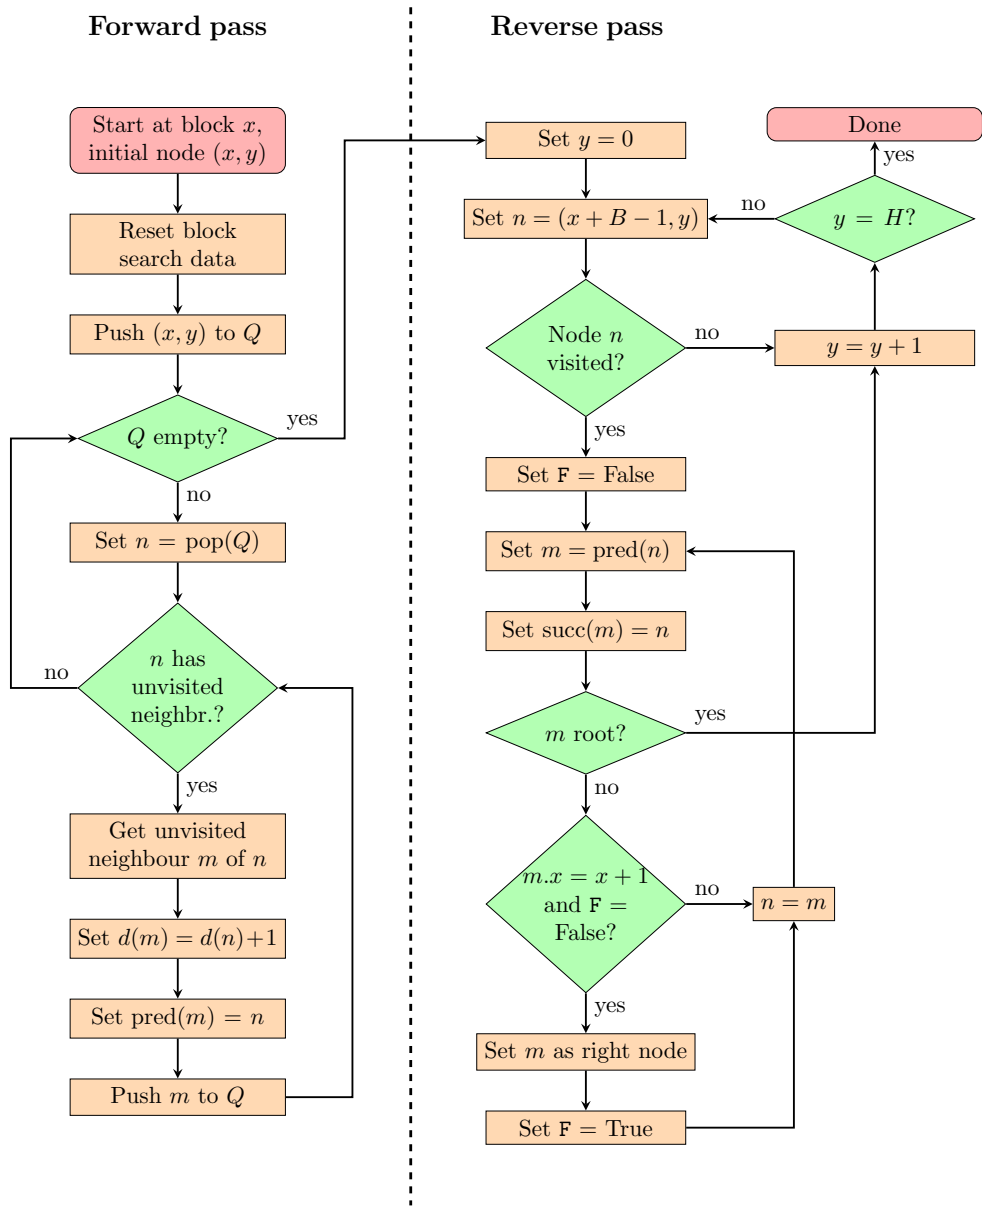 Forward pass
Start at block x,
initial node (x, y)
Reset block
search data
Push (x, y) to Q
Q empty?
yes
no
Set n = pop(Q)
n has
unvisited
neighbr.?
no
yes
Get unvisited
neighbour m of n
Set d(m) = d(n)+1
Set pred(m) = n
Push m to Q
Reverse pass
Set y = 0
Done
yes
Set n = (x + B − 1, y)
no
y = H?
Node n
visited?
no
y = y + 1
yes
Set F = False
Set m = pred(n)
Set succ(m) = n
m root?
yes
no
m.x = x + 1
and F =
False?
no
n = m
yes
Set m as right node
Set F = True